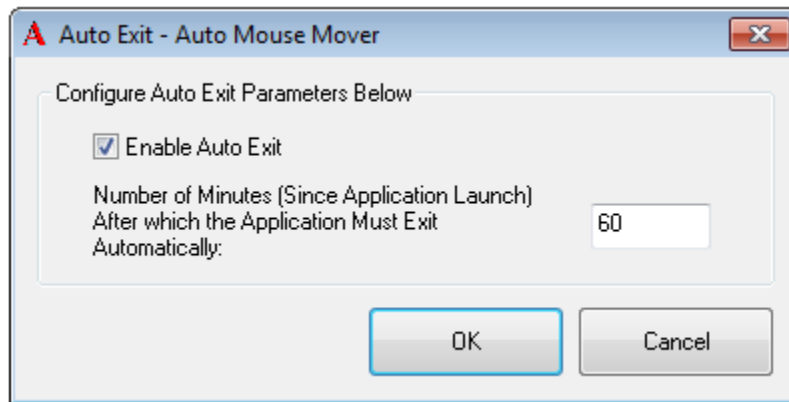 Auto Exit - Auto Mouse Mover
Configure Auto Exit Parameters Below
Enable Auto Exit
Number of Minutes (Since Application Launch)
After which the Application Must Exit
Automatically:
60
OK
Cancel